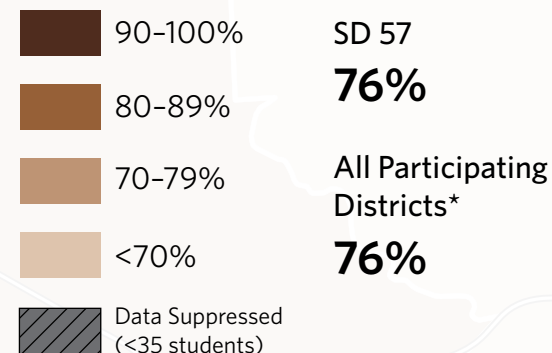 90–100%
80–89%
70–79%
<70%
Data Suppressed
(<35 students)
SD 57
76%
All Participating
Districts*
76%